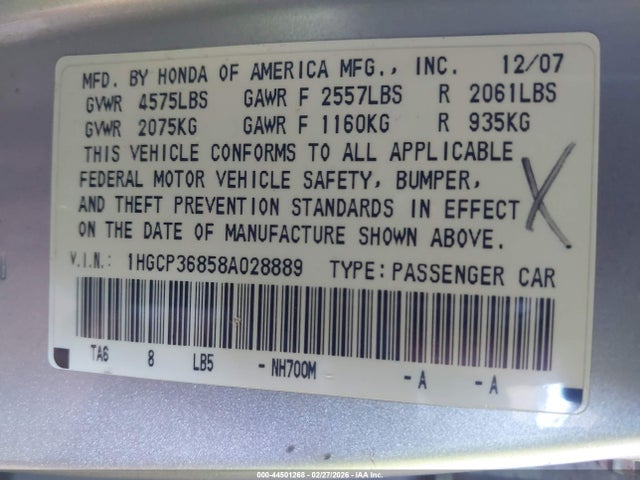 MFD. BY HONDA OF AMERICA MFG., INC. 12/07
GVWR 4575LBS GAWR F 2557LBS R 2061LBS
GVWR 2075KG GAWR F 1160KG R 935KG
THIS VEHICLE CONFORMS TO ALL APPLICABLE
FEDERAL MOTOR VEHICLE SAFETY, BUMPER,
AND THEFT PREVENTION STANDARDS IN EFFECT
ON THE DATE OF MANUFACTURE SHOWN ABOVE.
V.I.N.: 1HGCP36858A028889 TYPE: PASSENGER CAR
TA6 8 LB5 - NH700M - A - A
000-44501268 - 02/27/2026 - IAA Inc.